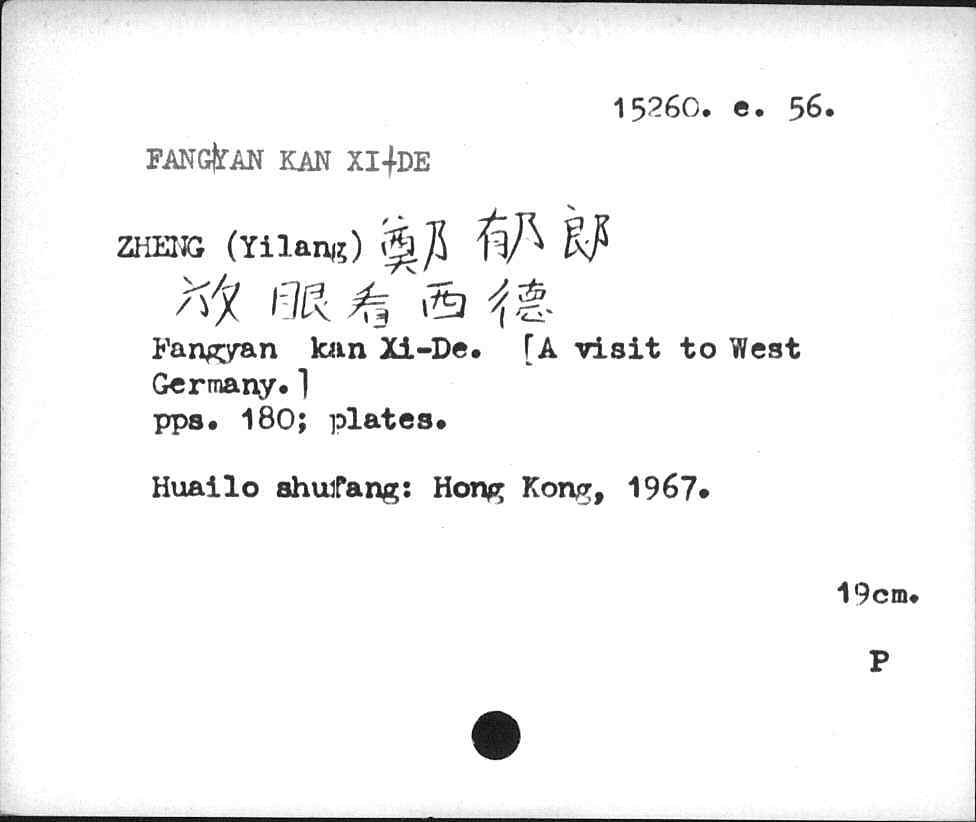 15260. e. 56.
FANGYAN KAN XI-DE
ZHENG (Yilang) 鄭郁郎
放眼看西德
Fangyan kan Xi-De. [A visit to West
Germany.]
pps. 180; plates.
Huailo shufang: Hong Kong, 1967.
19cm.
P